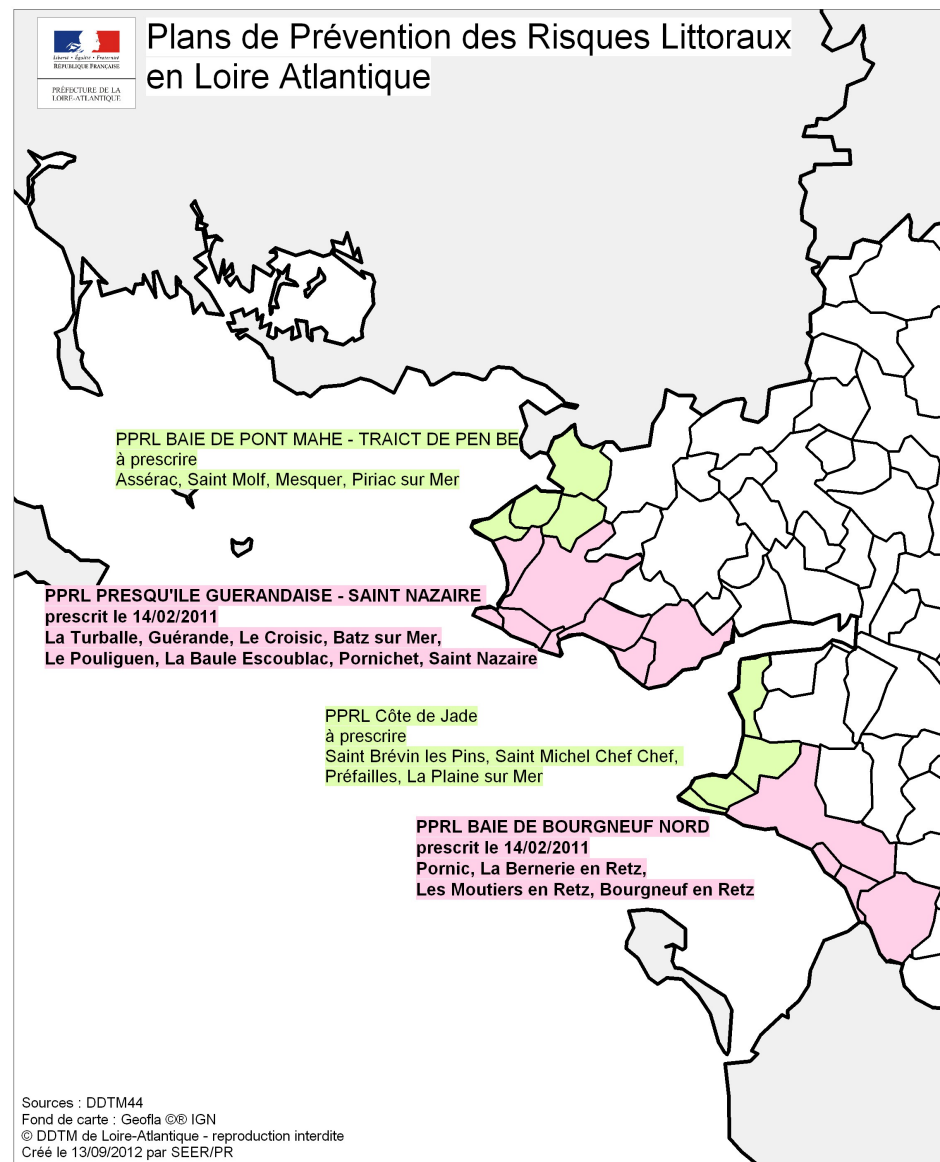 Liberté • Égalité • Fraternité
RÉPUBLIQUE FRANÇAISE
PRÉFECTURE DE LA
LOIRE-ATLANTIQUE
Plans de Prévention des Risques Littoraux
en Loire Atlantique
PPRL BAIE DE PONT MAHE - TRAICT DE PEN BE
à prescrire
Assérac, Saint Molf, Mesquer, Piriac sur Mer
PPRL PRESQU'ILE GUERANDAISE - SAINT NAZAIRE
prescrit le 14/02/2011
La Turballe, Guérande, Le Croisic, Batz sur Mer,
Le Pouliguen, La Baule Escoublac, Pornichet, Saint Nazaire
PPRL Côte de Jade
à prescrire
Saint Brévin les Pins, Saint Michel Chef Chef,
Préfailles, La Plaine sur Mer
PPRL BAIE DE BOURGNEUF NORD
prescrit le 14/02/2011
Pornic, La Bernerie en Retz,
Les Moutiers en Retz, Bourgneuf en Retz
Sources : DDTM44
Fond de carte : Geofla ©® IGN
© DDTM de Loire-Atlantique - reproduction interdite
Créé le 13/09/2012 par SEER/PR